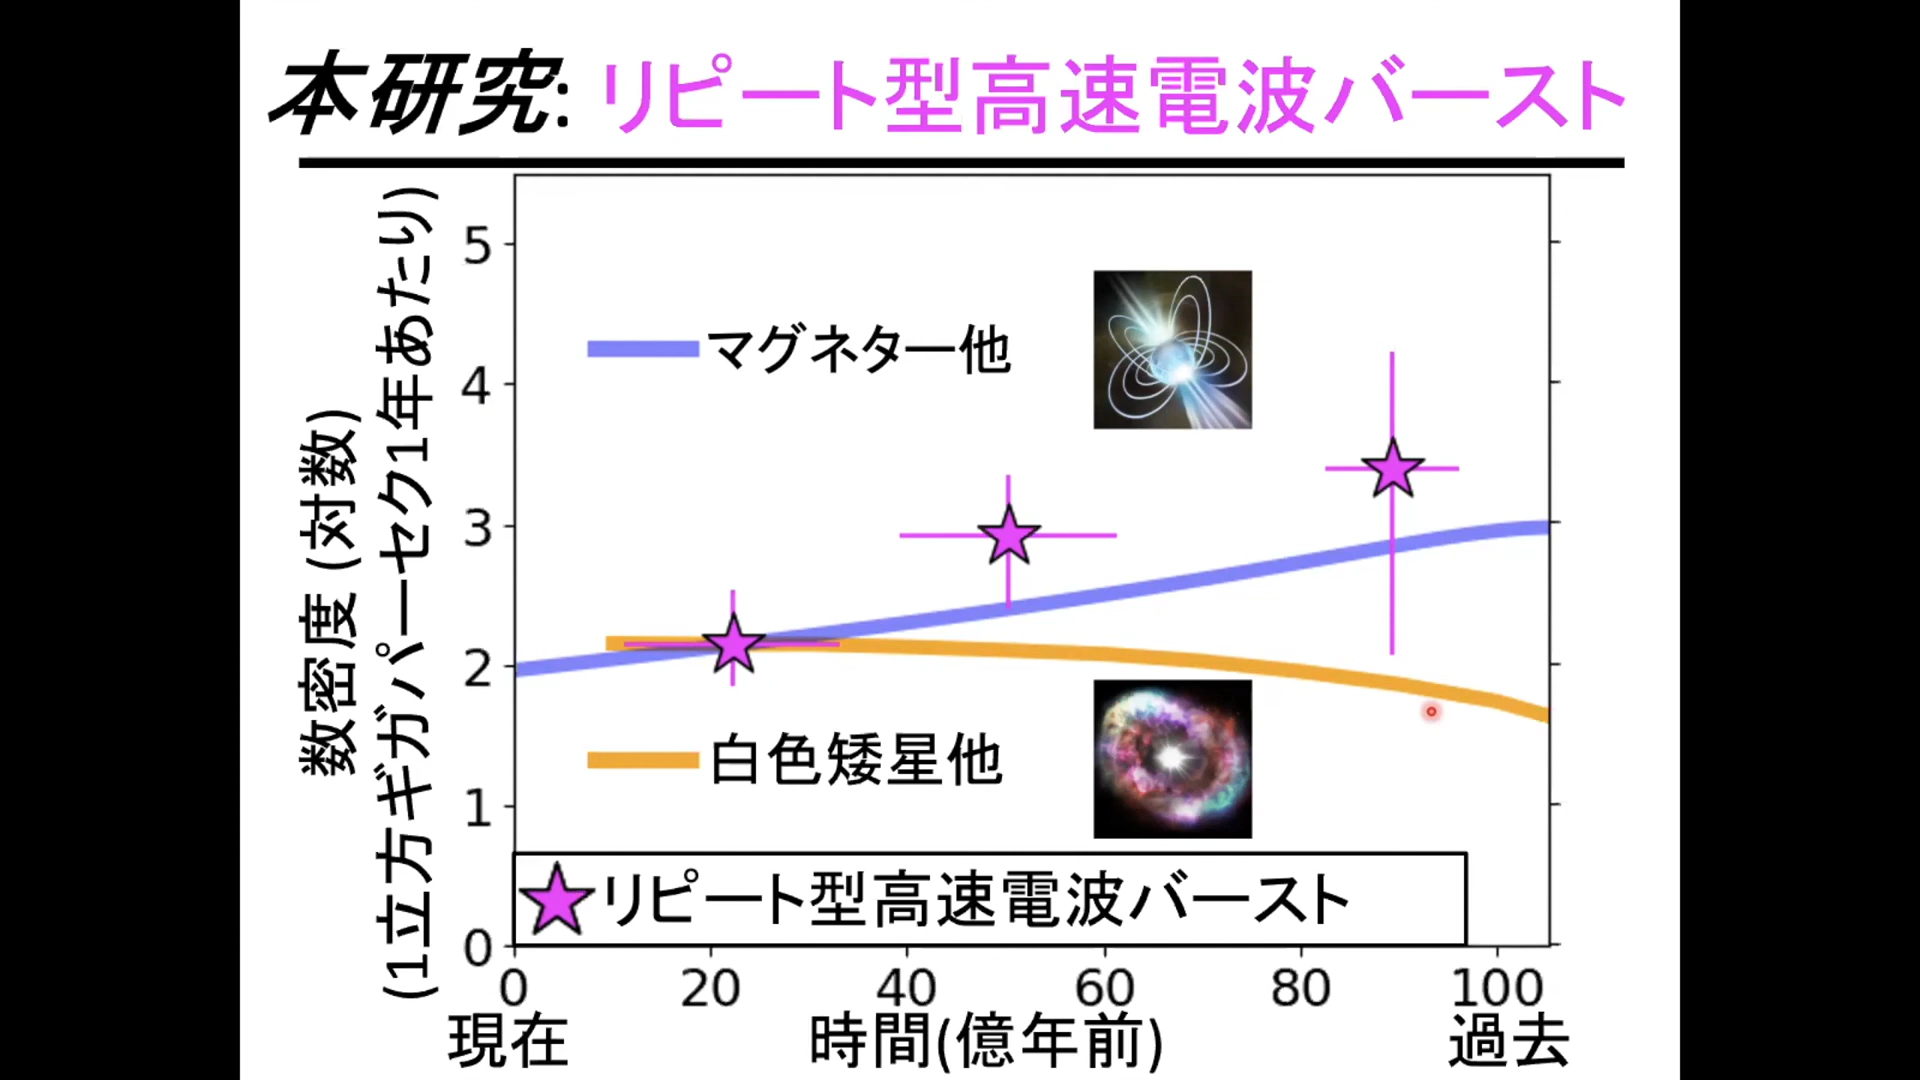 本研究: リピート型高速電波バースト
数密度 (対数)
(1立方ギガパーセク1年あたり)
5
4
3
2
1
0
マグネター他
白色矮星他
リピート型高速電波バースト
0 20 40 60 80 100
現在 時間(億年前) 過去